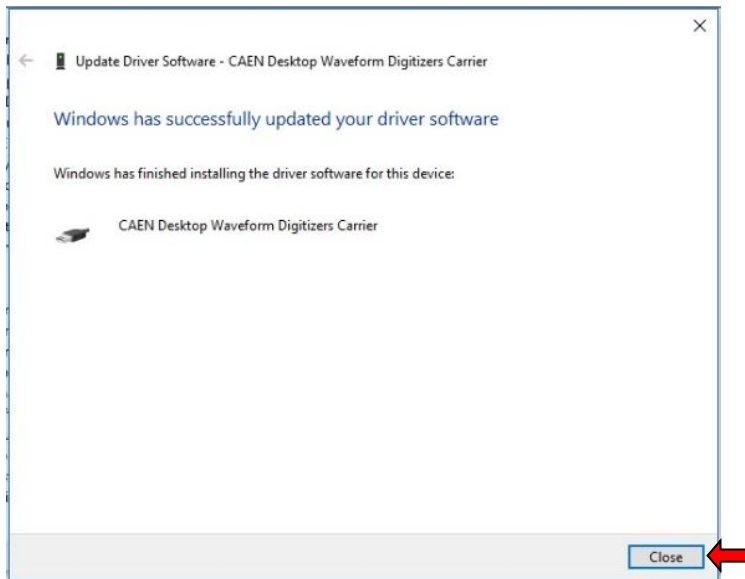 Update Driver Software - CAEN Desktop Waveform Digitizers Carrier
Windows has successfully updated your driver software
Windows has finished installing the driver software for this device:
CAEN Desktop Waveform Digitizers Carrier
Close